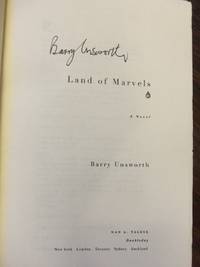 Barry Unsworth
Land of Marvels
A Novel
Barry Unsworth
NAN A. TALESE
Doubleday
New York London Toronto Sydney Auckland